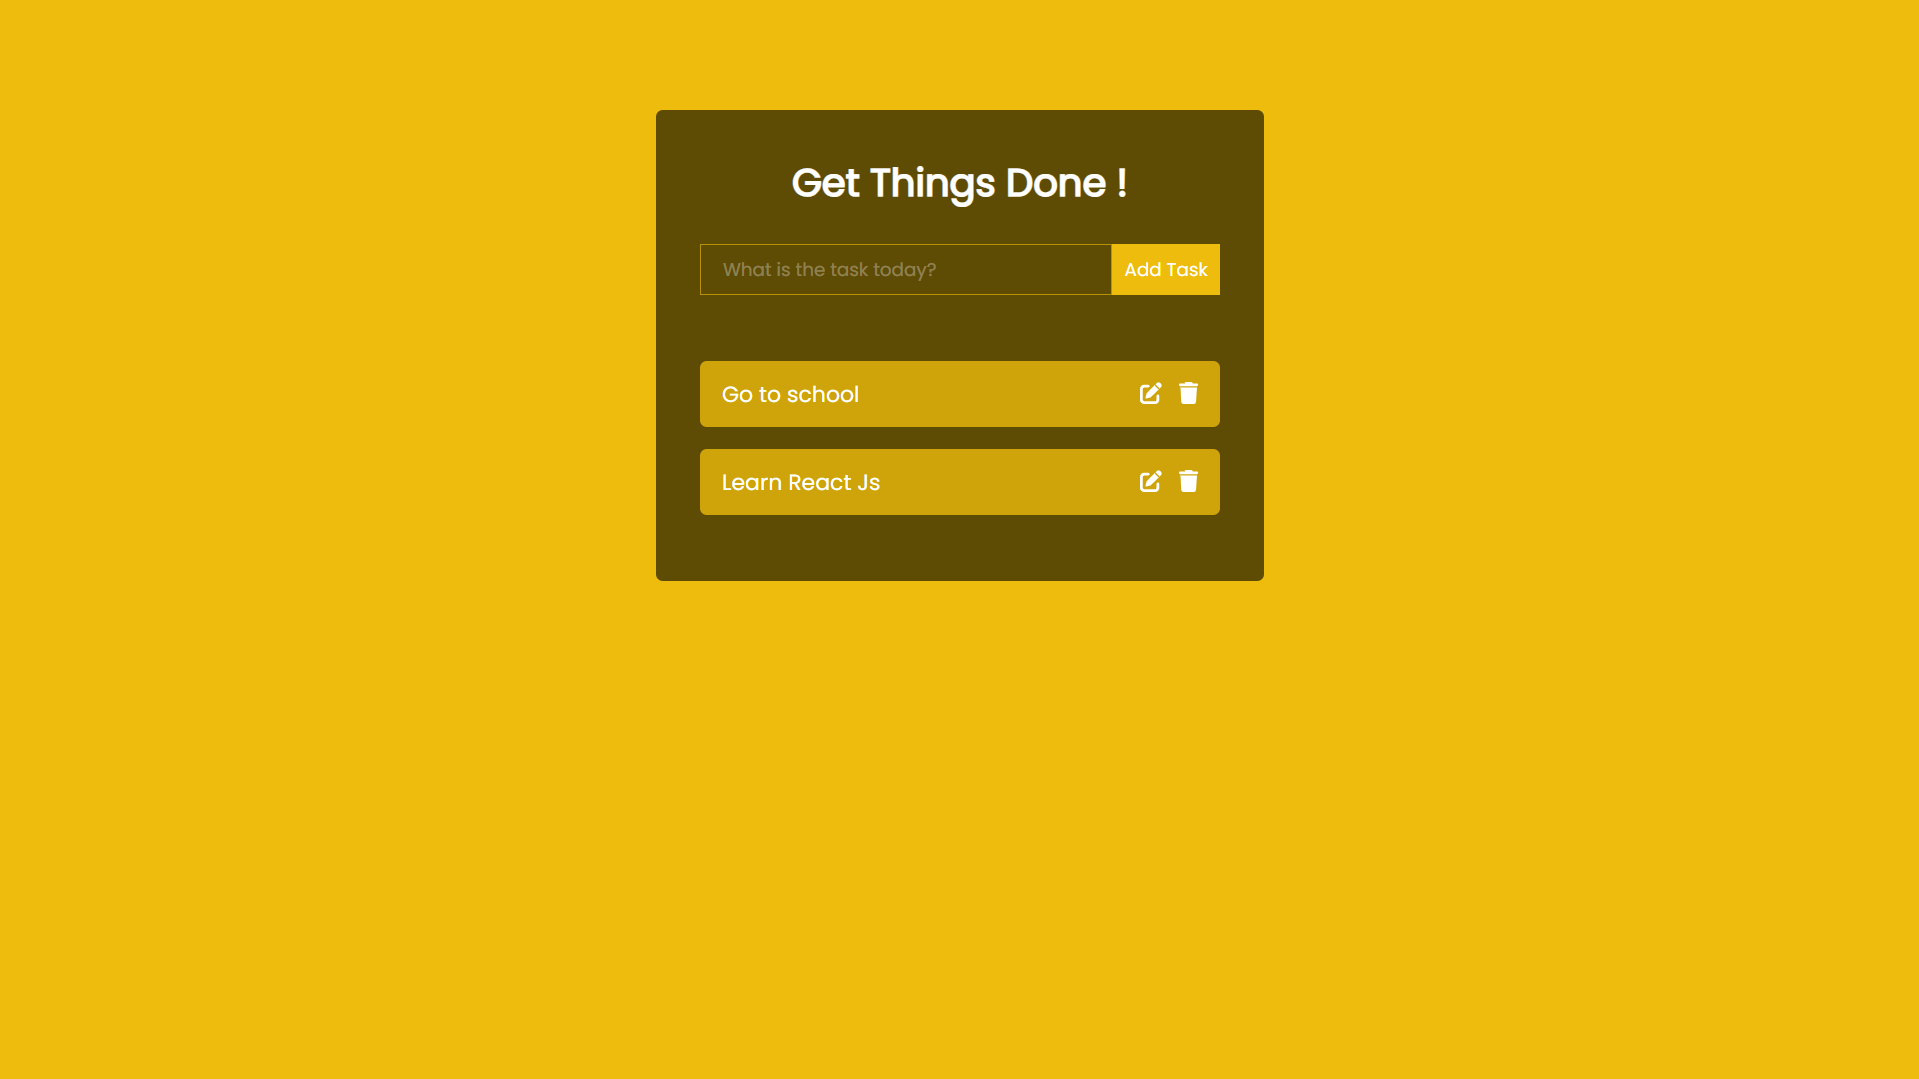 Get Things Done !
What is the task today?
Add Task
Go to school
Learn React Js